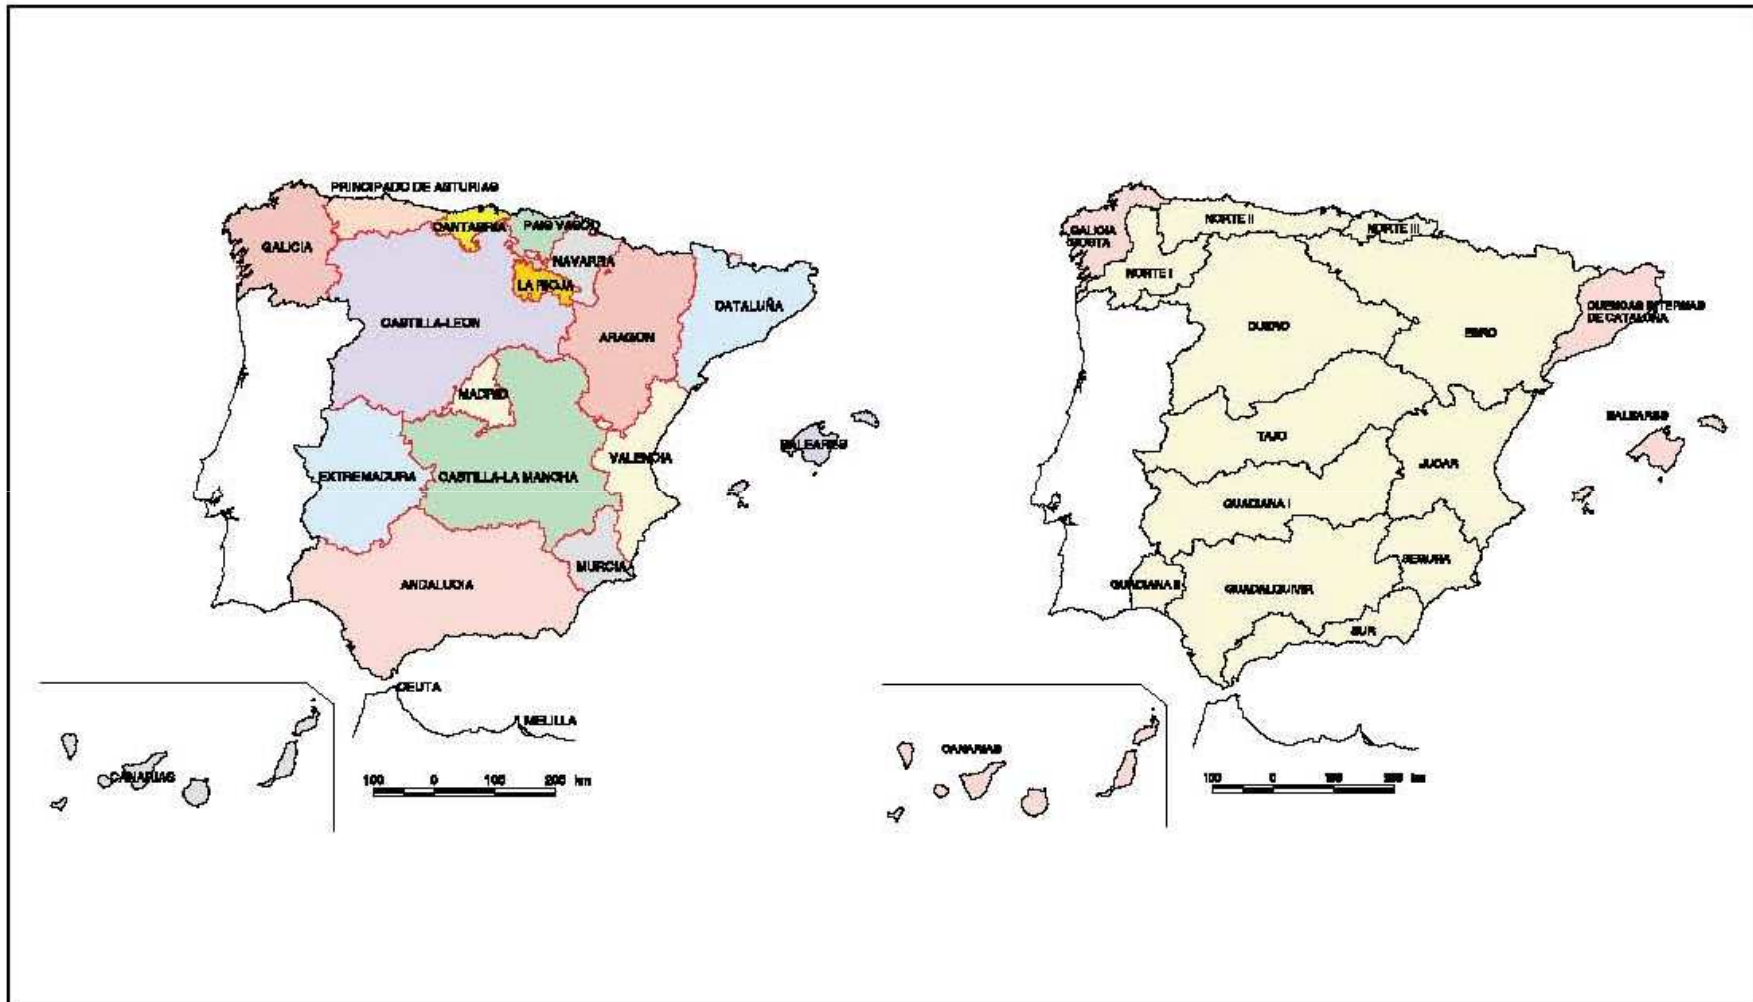 PRINCIPADO DE ASTURIAS
CANTABRIA
PAIS VASCO
GALICIA
NAVARRA
LA RIOJA
CATALUÑA
CASTILLA-LEON
ARAGON
MADRID
BALEARES
VALENCIA
EXTREMADURA
CASTILLA-LA MANCHA
MURCIA
ANDALUCIA
CEUTA
MELILLA
CANARIAS
100 0 100 200 km
NORTE II
NORTE III
GALICIA
COSTA
NORTE I
CUENCAS INTERNAS
DE CATALUÑA
DUERO
EBRO
BALEARES
TAJO
JUCAR
GUADIANA I
SEGURA
GUADIANA II
GUADALQUIVIR
SUR
CANARIAS
100 0 100 200 km